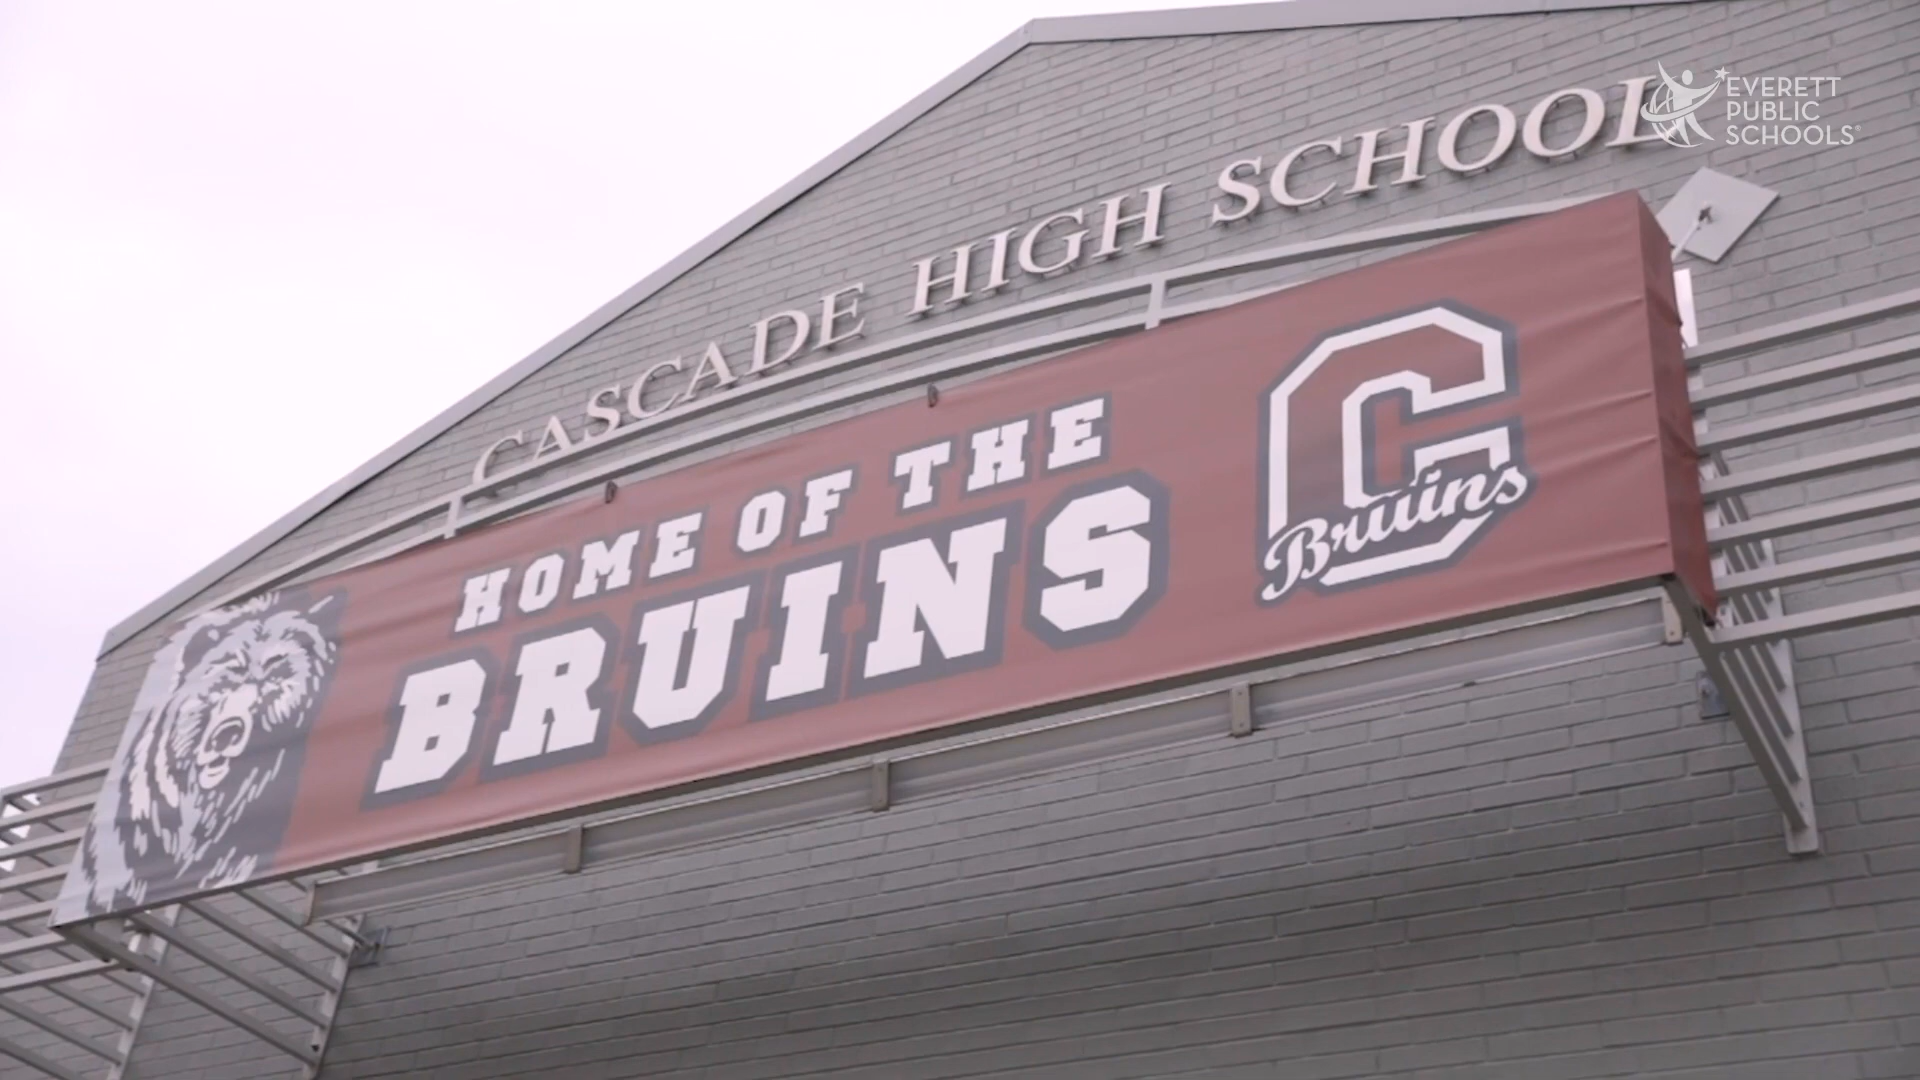 EVERETT
PUBLIC
SCHOOLS®
CASCADE HIGH SCHOOL
HOME OF THE
BRUINS
C
Bruins